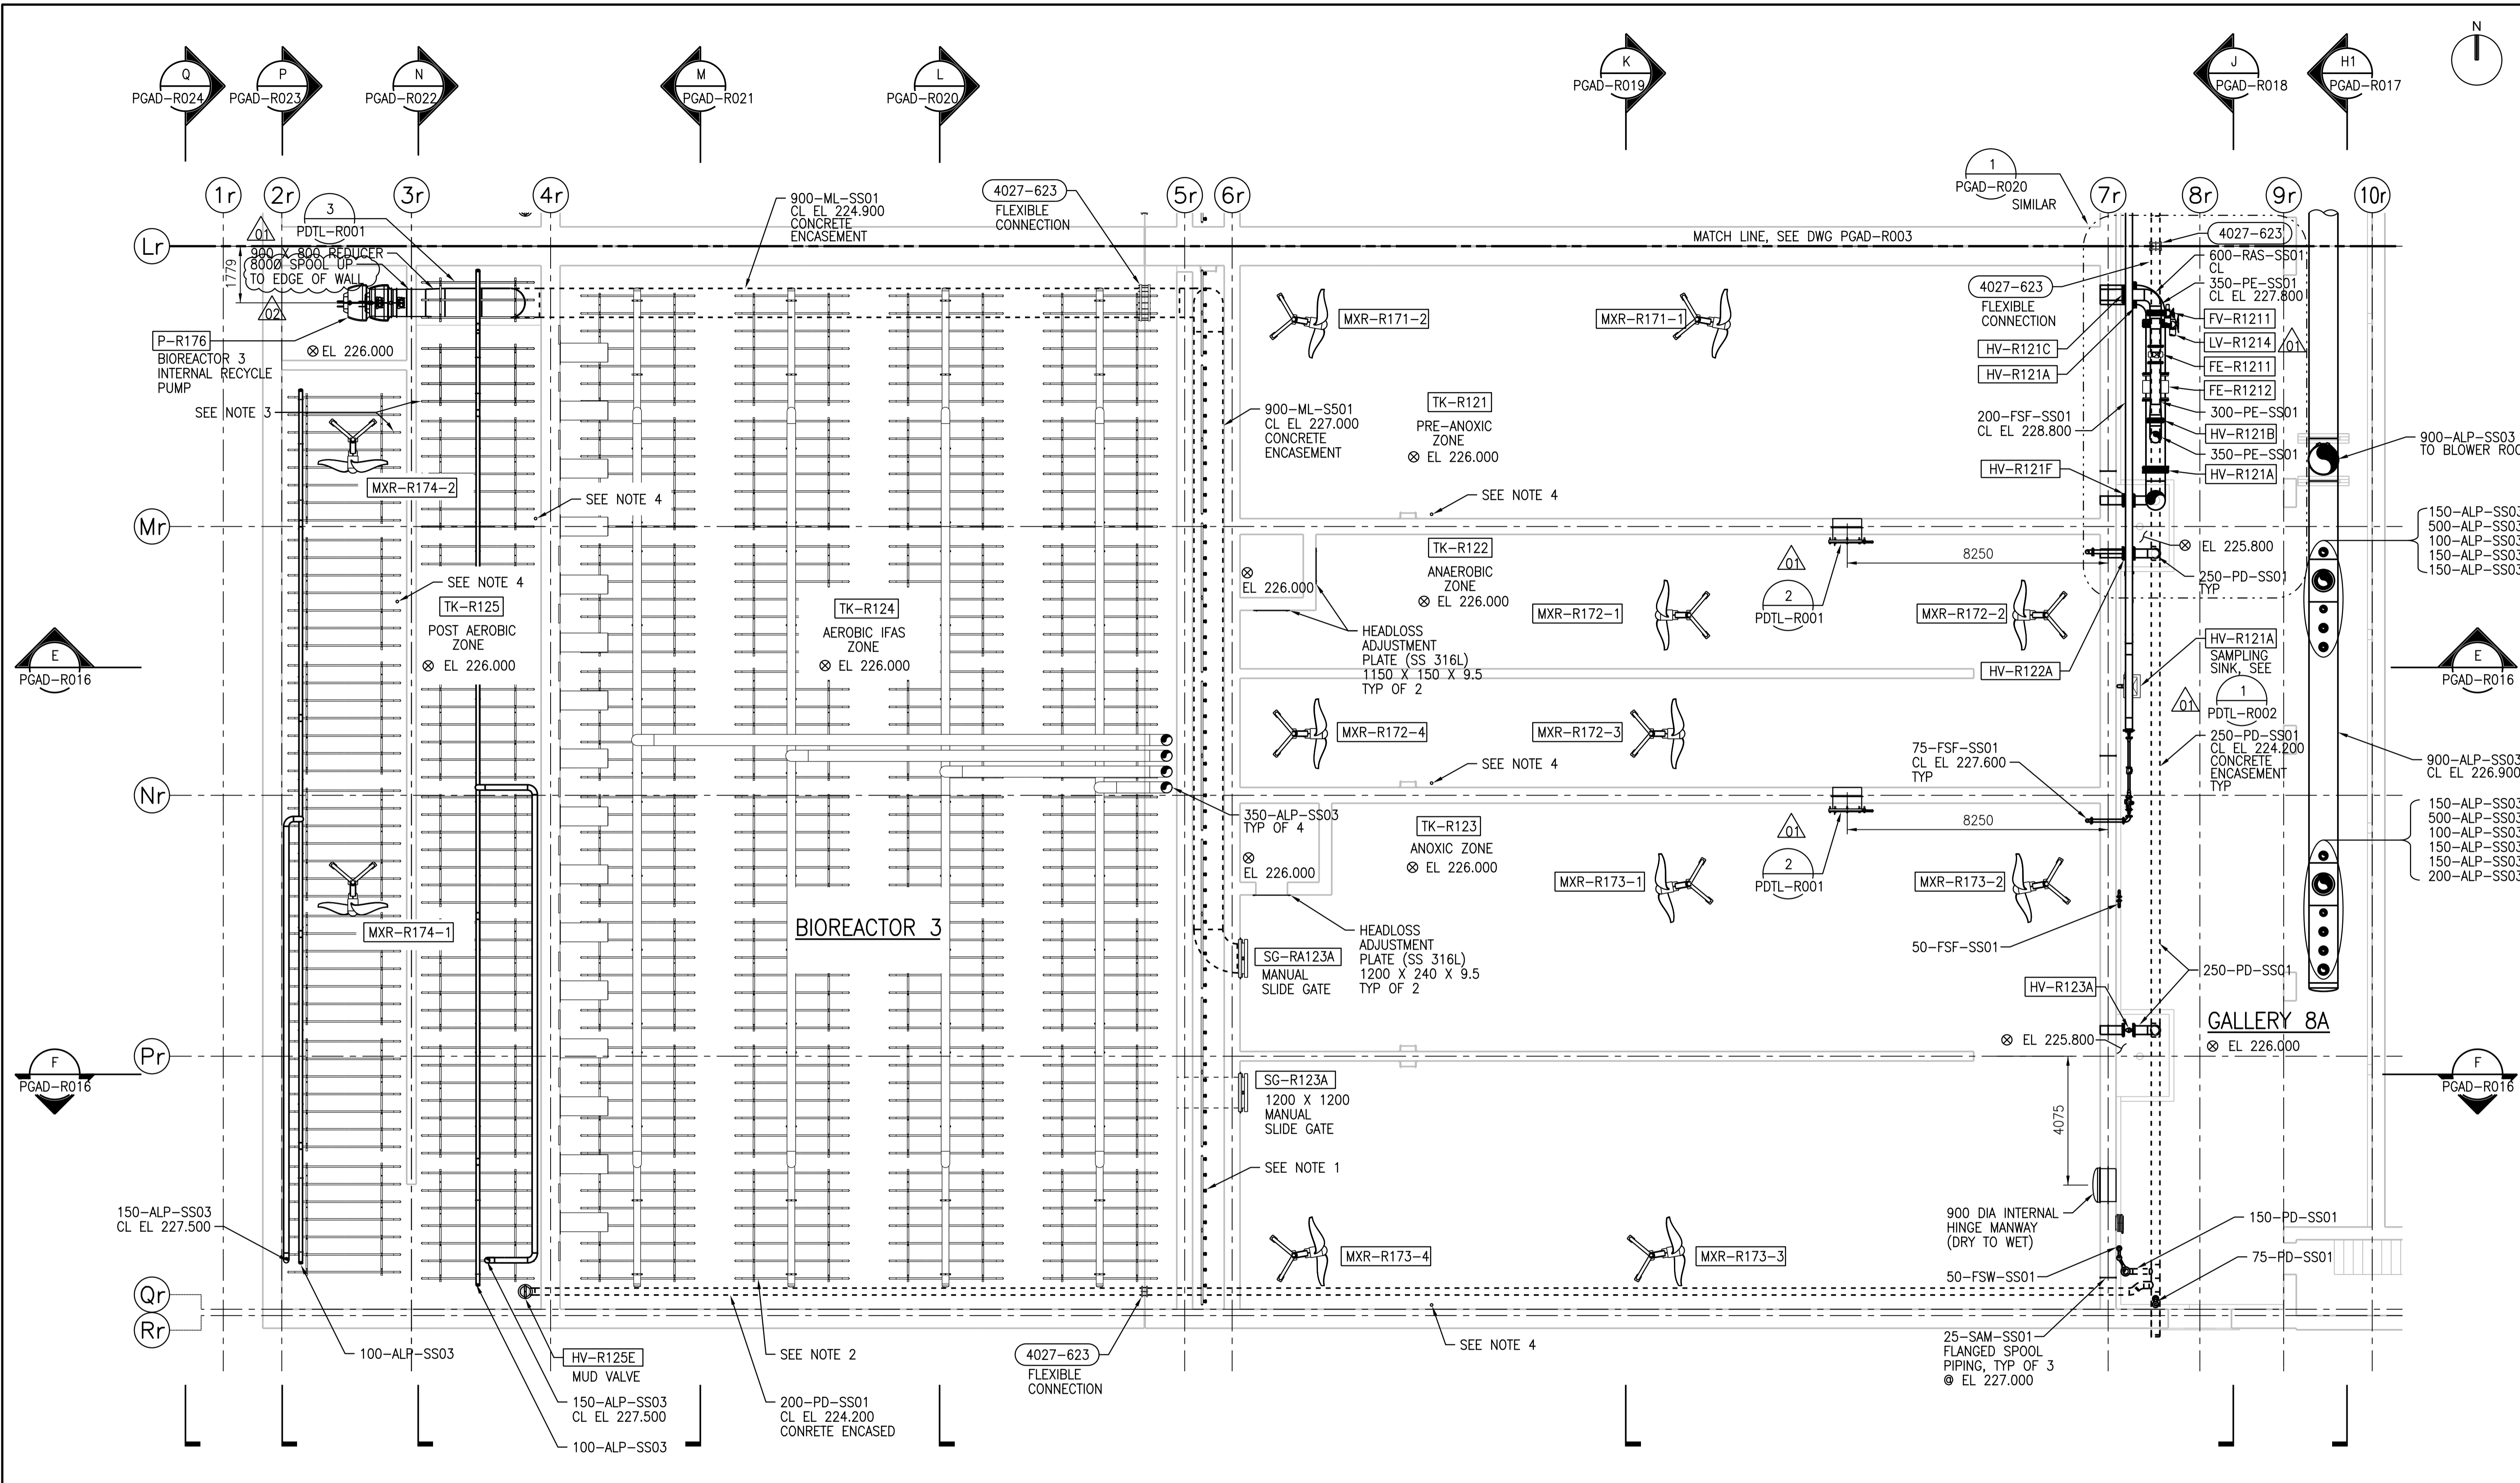 Q
PGAD-R024
P
PGAD-R023
N
PGAD-R022
M
PGAD-R021
L
PGAD-R020
K
PGAD-R019
J
PGAD-R018
H1
PGAD-R017
N
1r
2r
3r
4r
5r
6r
7r
8r
9r
10r
1
PGAD-R020
SIMILAR
3
PDTL-R001
01
900-ML-SS01
CL EL 224.900
CONCRETE
ENCASEMENT
4027-623
FLEXIBLE
CONNECTION
Lr
MATCH LINE, SEE DWG PGAD-R003
4027-623
900 X 800 REDUCER
800Ø SPOOL UP
TO EDGE OF WALL
1779
02
P-R176
BIOREACTOR 3
INTERNAL RECYCLE
PUMP
EL 226.000
SEE NOTE 3
MXR-R174-2
SEE NOTE 4
MXR-R171-2
MXR-R171-1
900-ML-S501
CL EL 227.000
CONCRETE
ENCASEMENT
TK-R121
PRE-ANOXIC
ZONE
EL 226.000
SEE NOTE 4
4027-623
FLEXIBLE
CONNECTION
HV-R121C
HV-R121A
200-FSF-SS01
CL EL 228.800
HV-R121F
600-RAS-SS01
CL
350-PE-SS01
CL EL 227.800
FV-R1211
LV-R1214
01
FE-R1211
FE-R1212
300-PE-SS01
HV-R121B
350-PE-SS01
HV-R121A
900-ALP-SS03
TO BLOWER ROO
Mr
150-ALP-SS03
500-ALP-SS03
100-ALP-SS03
150-ALP-SS03
150-ALP-SS03
EL 225.800
250-PD-SS01
TYP
SEE NOTE 4
TK-R125
POST AEROBIC
ZONE
EL 226.000
TK-R124
AEROBIC IFAS
ZONE
EL 226.000
EL 226.000
TK-R122
ANAEROBIC
ZONE
EL 226.000
MXR-R172-1
01
2
PDTL-R001
8250
MXR-R172-2
HEADLOSS
ADJUSTMENT
PLATE (SS 316L)
1150 X 150 X 9.5
TYP OF 2
HV-R122A
HV-R121A
SAMPLING
SINK, SEE
01
1
PDTL-R002
E
PGAD-R016
E
PGAD-R016
MXR-R172-4
MXR-R172-3
SEE NOTE 4
75-FSF-SS01
CL EL 227.600
TYP
250-PD-SS01
CL EL 224.200
CONCRETE
ENCASEMENT
TYP
900-ALP-SS03
CL EL 226.900
Nr
350-ALP-SS03
TYP OF 4
TK-R123
ANOXIC ZONE
EL 226.000
EL 226.000
01
2
PDTL-R001
8250
150-ALP-SS03
500-ALP-SS03
100-ALP-SS03
150-ALP-SS03
150-ALP-SS03
200-ALP-SS03
MXR-R173-1
MXR-R173-2
MXR-R174-1
BIOREACTOR 3
HEADLOSS
ADJUSTMENT
PLATE (SS 316L)
1200 X 240 X 9.5
TYP OF 2
SG-RA123A
MANUAL
SLIDE GATE
50-FSF-SS01
250-PD-SS01
HV-R123A
GALLERY 8A
EL 226.000
EL 225.800
Pr
F
PGAD-R016
F
PGAD-R016
SG-R123A
1200 X 1200
MANUAL
SLIDE GATE
4075
SEE NOTE 1
150-ALP-SS03
CL EL 227.500
900 DIA INTERNAL
HINGE MANWAY
(DRY TO WET)
150-PD-SS01
75-PD-SS01
MXR-R173-4
MXR-R173-3
50-FSW-SS01
Qr
Rr
100-ALP-SS03
HV-R125E
MUD VALVE
150-ALP-SS03
CL EL 227.500
100-ALP-SS03
SEE NOTE 2
200-PD-SS01
CL EL 224.200
CONRETE ENCASED
4027-623
FLEXIBLE
CONNECTION
SEE NOTE 4
25-SAM-SS01
FLANGED SPOOL
PIPING, TYP OF 3
@ EL 227.000